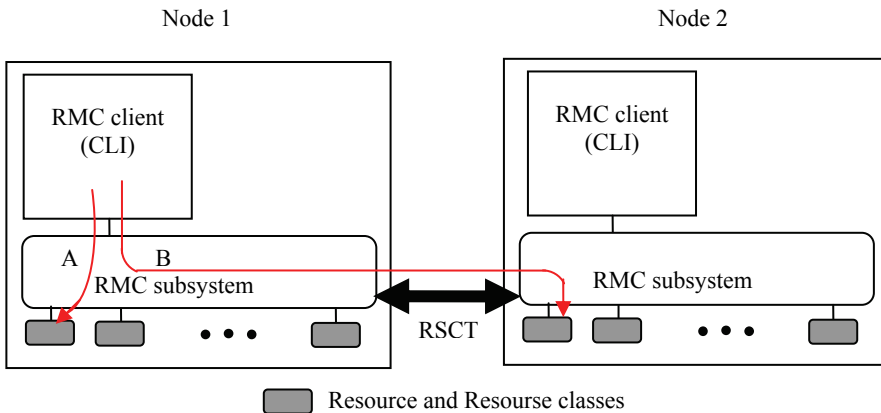 Node 1
Node 2
RMC client
(CLI)
RMC client
(CLI)
A
B
RMC subsystem
RMC subsystem
RSCT
Resource and Resourse classes